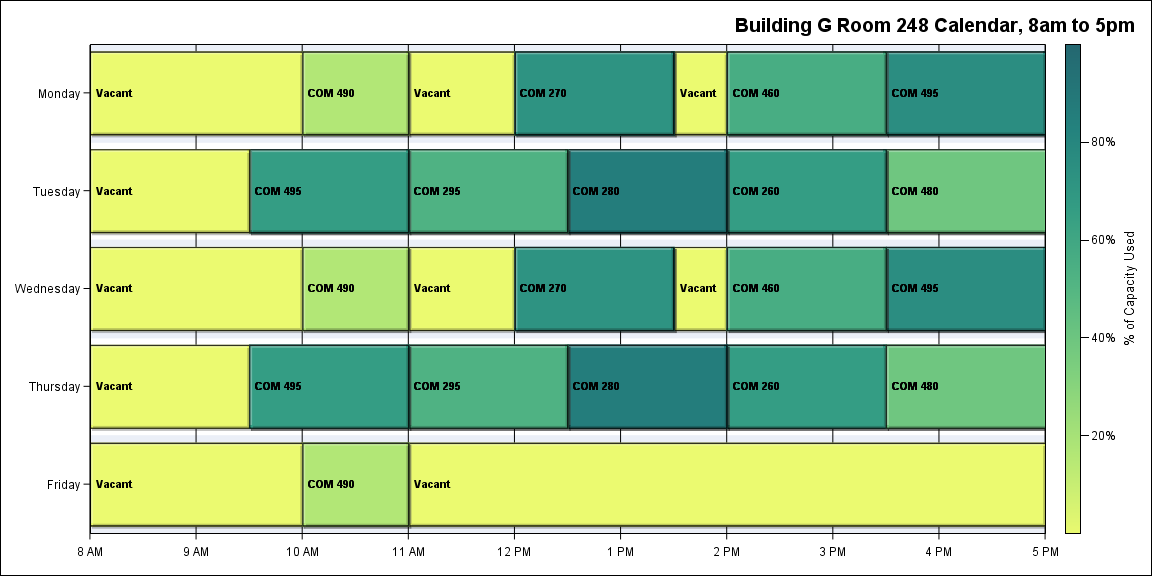 Building G Room 248 Calendar, 8am to 5pm
Monday
Vacant
COM 490
Vacant
COM 270
Vacant
COM 460
COM 495
Tuesday
Vacant
COM 495
COM 295
COM 280
COM 260
COM 480
Wednesday
Vacant
COM 490
Vacant
COM 270
Vacant
COM 460
COM 495
Thursday
Vacant
COM 495
COM 295
COM 280
COM 260
COM 480
Friday
Vacant
COM 490
Vacant
8 AM
9 AM
10 AM
11 AM
12 PM
1 PM
2 PM
3 PM
4 PM
5 PM
80%
60%
40%
20%
% of Capacity Used